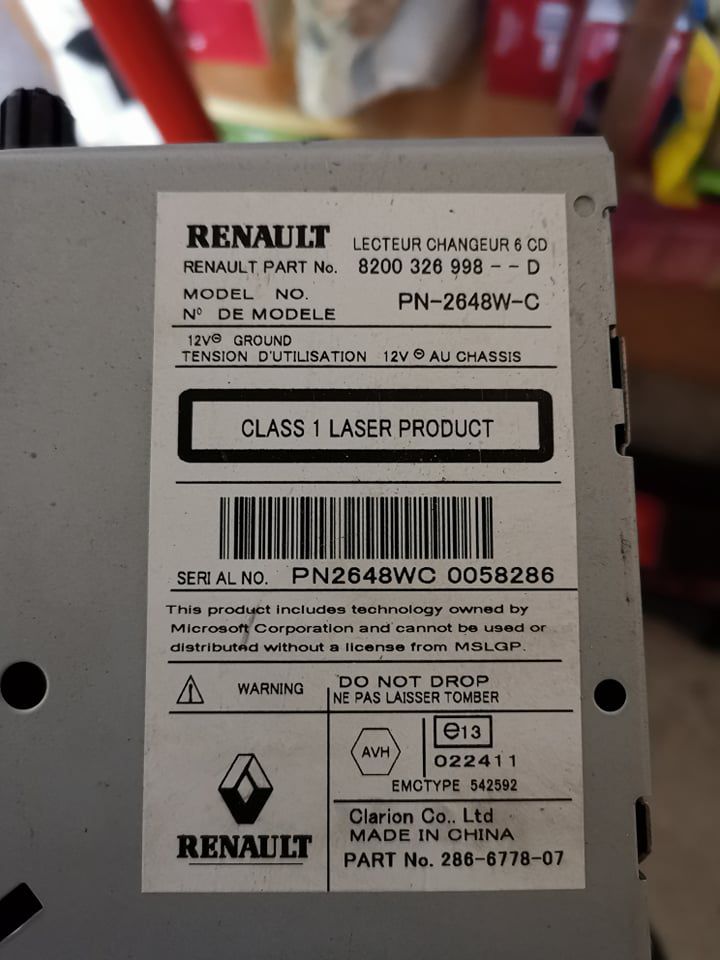 RENAULT LECTEUR CHANGEUR 6 CD
RENAULT PART No. 8200 326 998 - - D
MODEL NO.
N° DE MODELE PN-2648W-C
12V⊖ GROUND
TENSION D'UTILISATION 12V ⊖ AU CHASSIS
CLASS 1 LASER PRODUCT
SERIAL NO. PN2648WC 0058286
This product includes technology owned by
Microsoft Corporation and cannot be used or
distributed without a license from MSLGP.
WARNING
DO NOT DROP
NE PAS LAISSER TOMBER
AVH
e13
022411
EMCTYPE 542592
RENAULT
Clarion Co.. Ltd
MADE IN CHINA
PART No. 286-6778-07